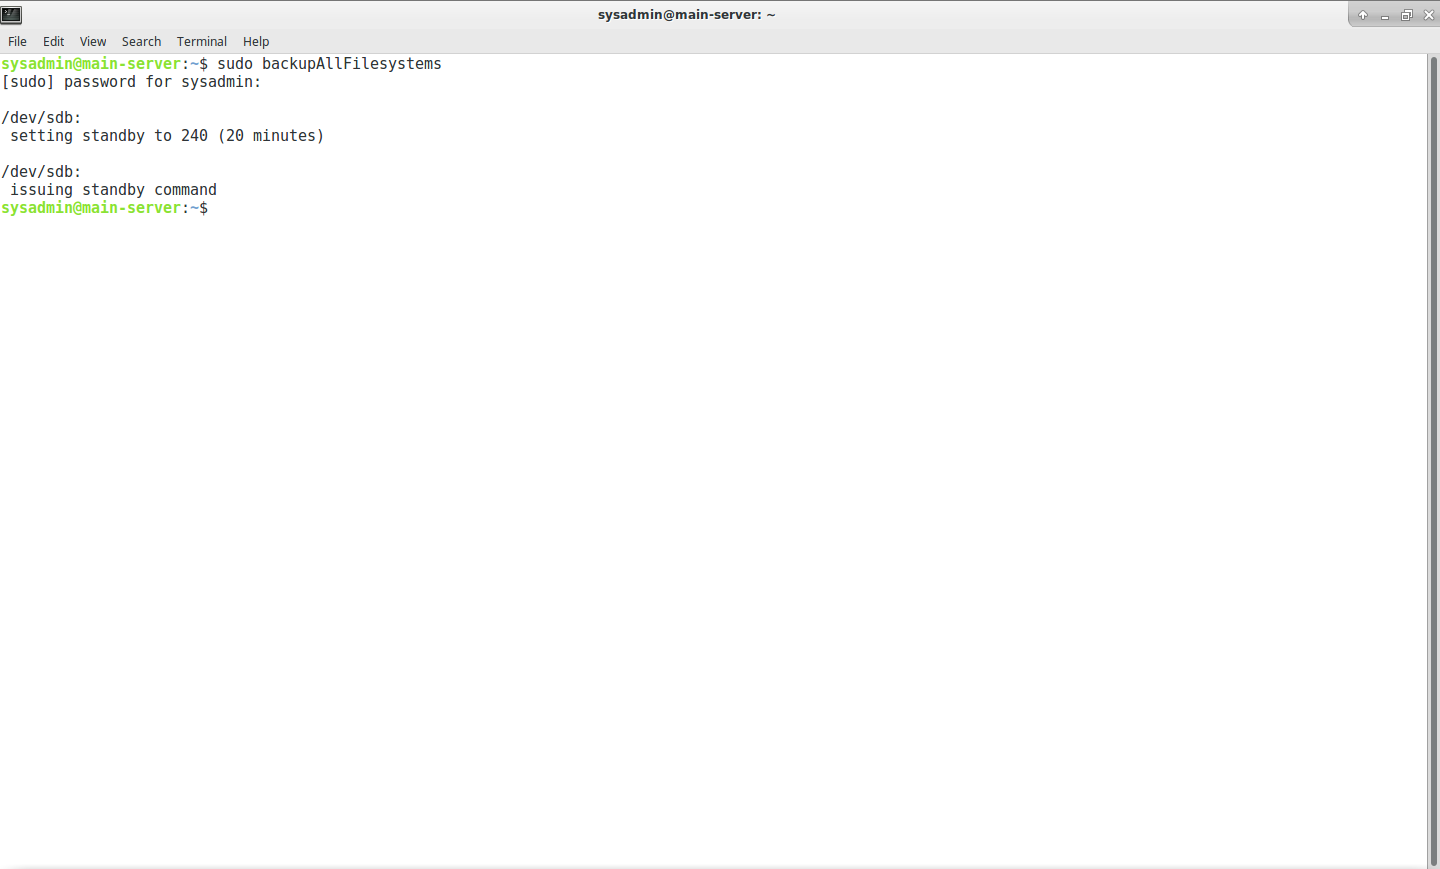 sysadmin@main-server: ~
File Edit View Search Terminal Help
sysadmin@main-server:~$ sudo backupAllFilesystems
[sudo] password for sysadmin:
/dev/sdb:
setting standby to 240 (20 minutes)
/dev/sdb:
issuing standby command
sysadmin@main-server:~$